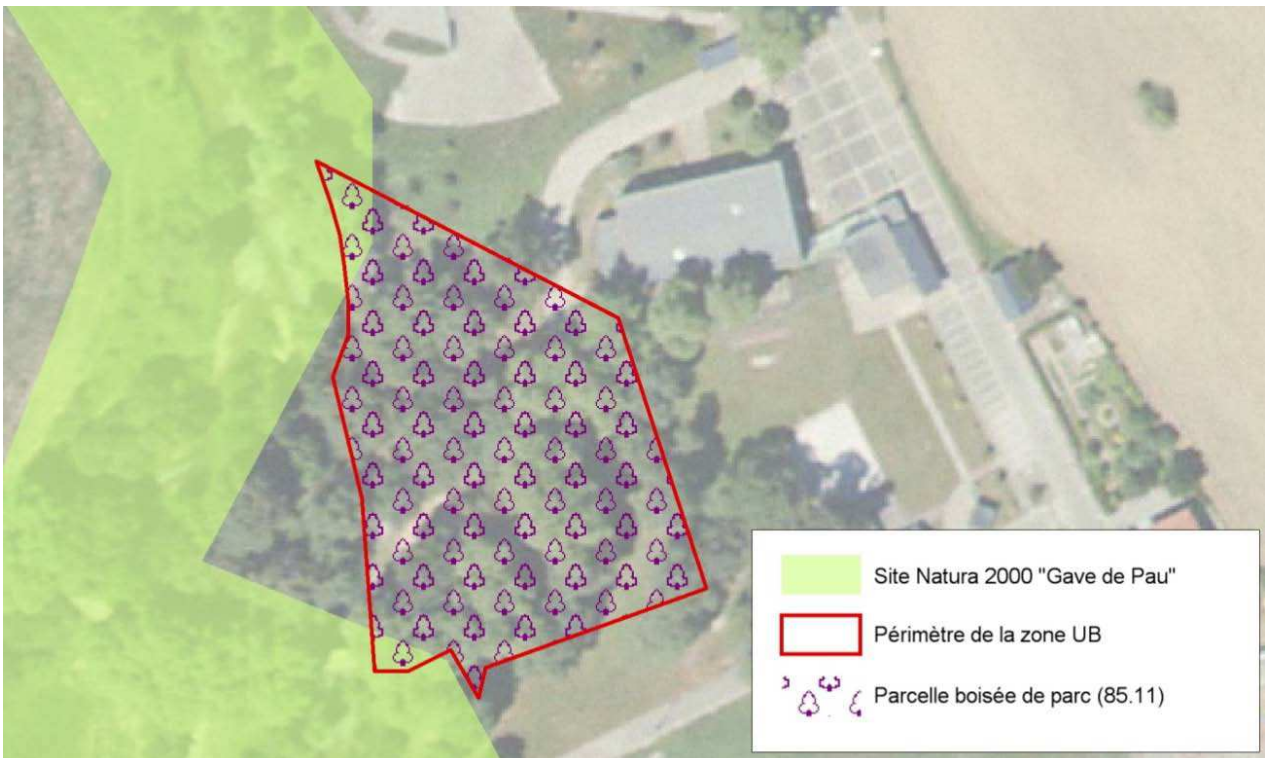 Site Natura 2000 "Gave de Pau"
Périmètre de la zone UB
Parcelle boisée de parc (85.11)